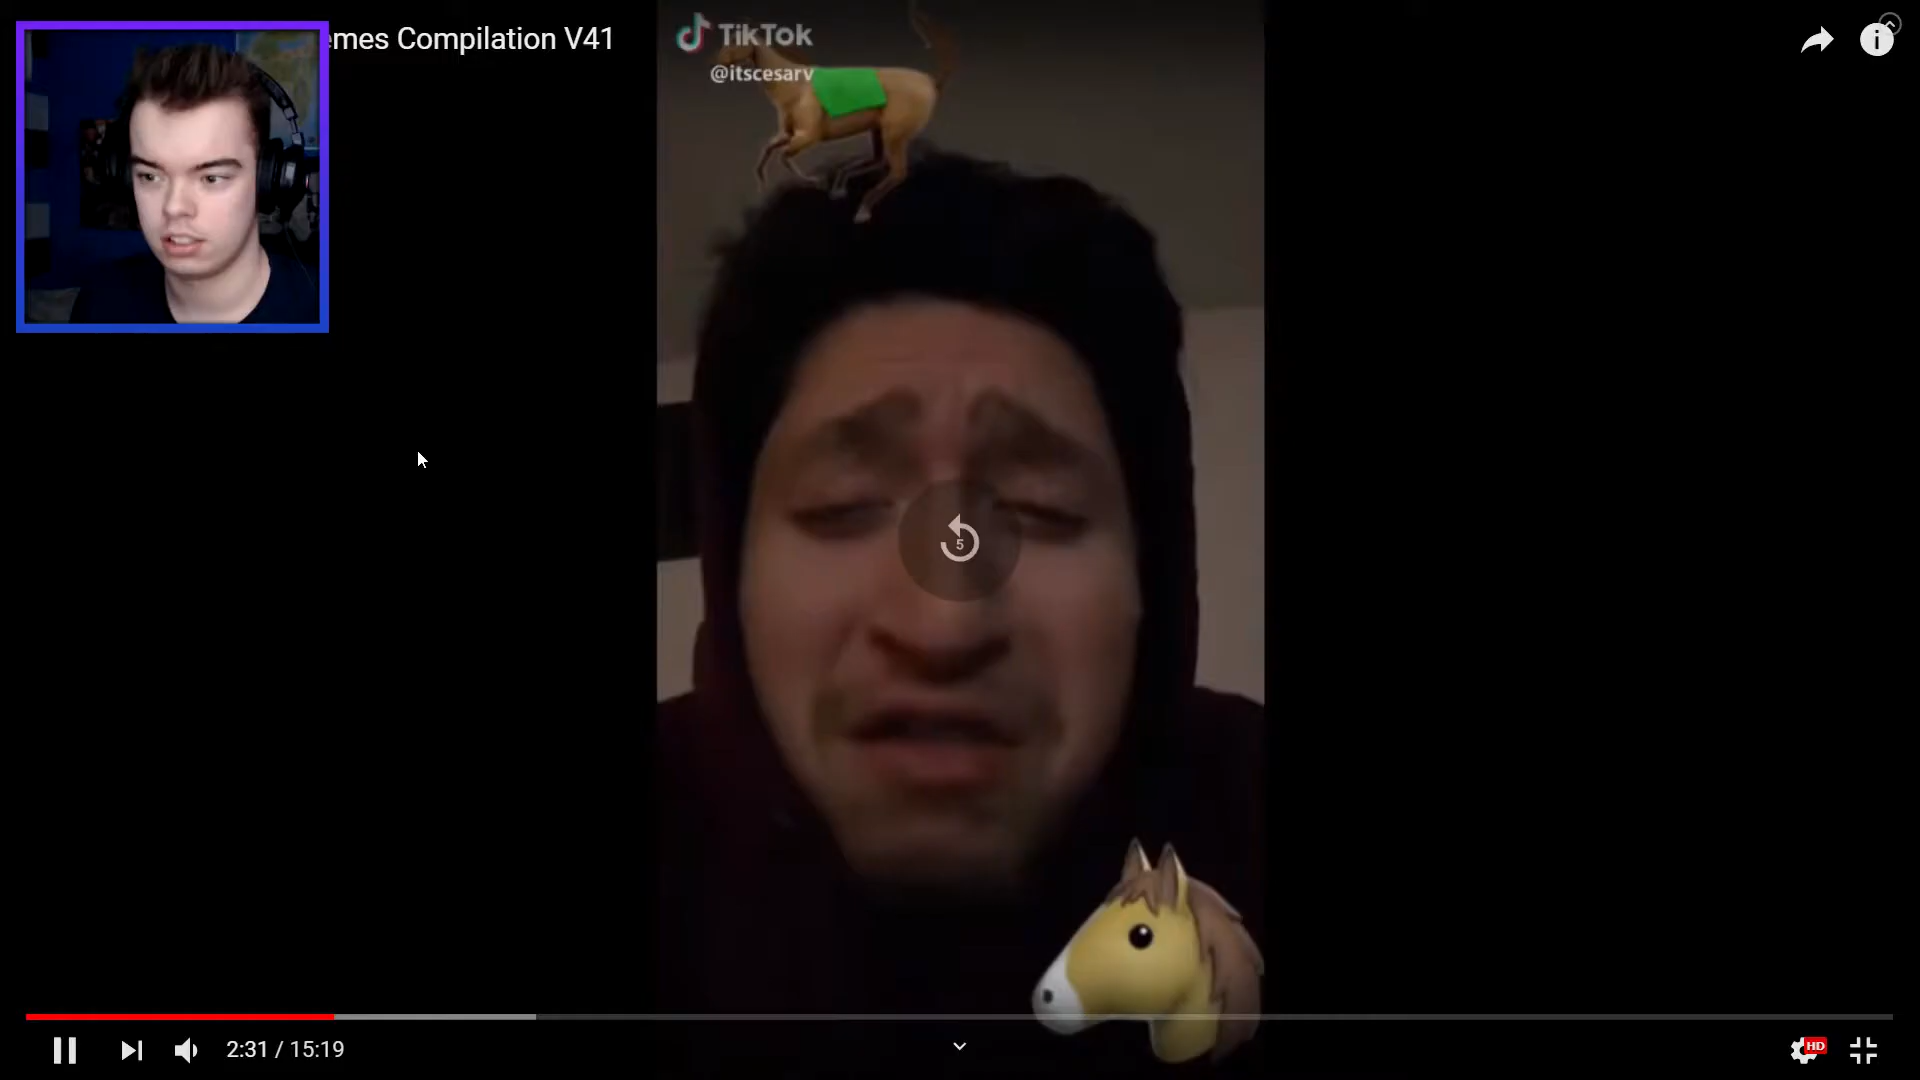 emes Compilation V41
TikTok
@itscesarv
5
2:31 / 15:19
HD